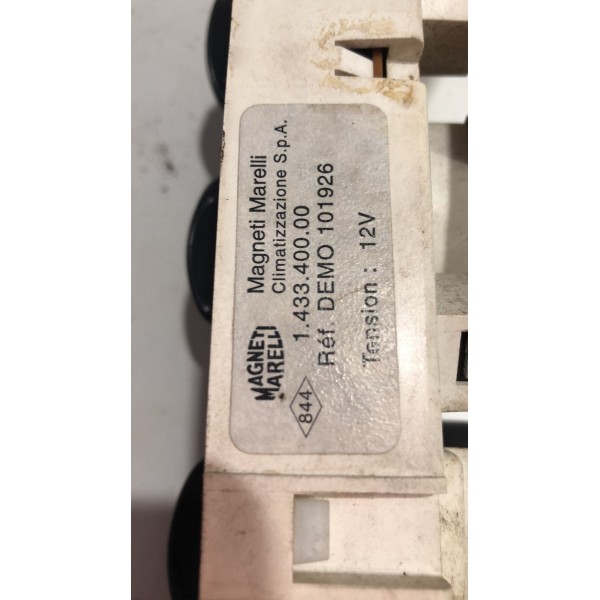 MAGNETI
MARELLI
Magneti Marelli
Climatizzazione S.p.A.
844
1.433.400.00
Réf. DEMO 101926
Tension : 12V